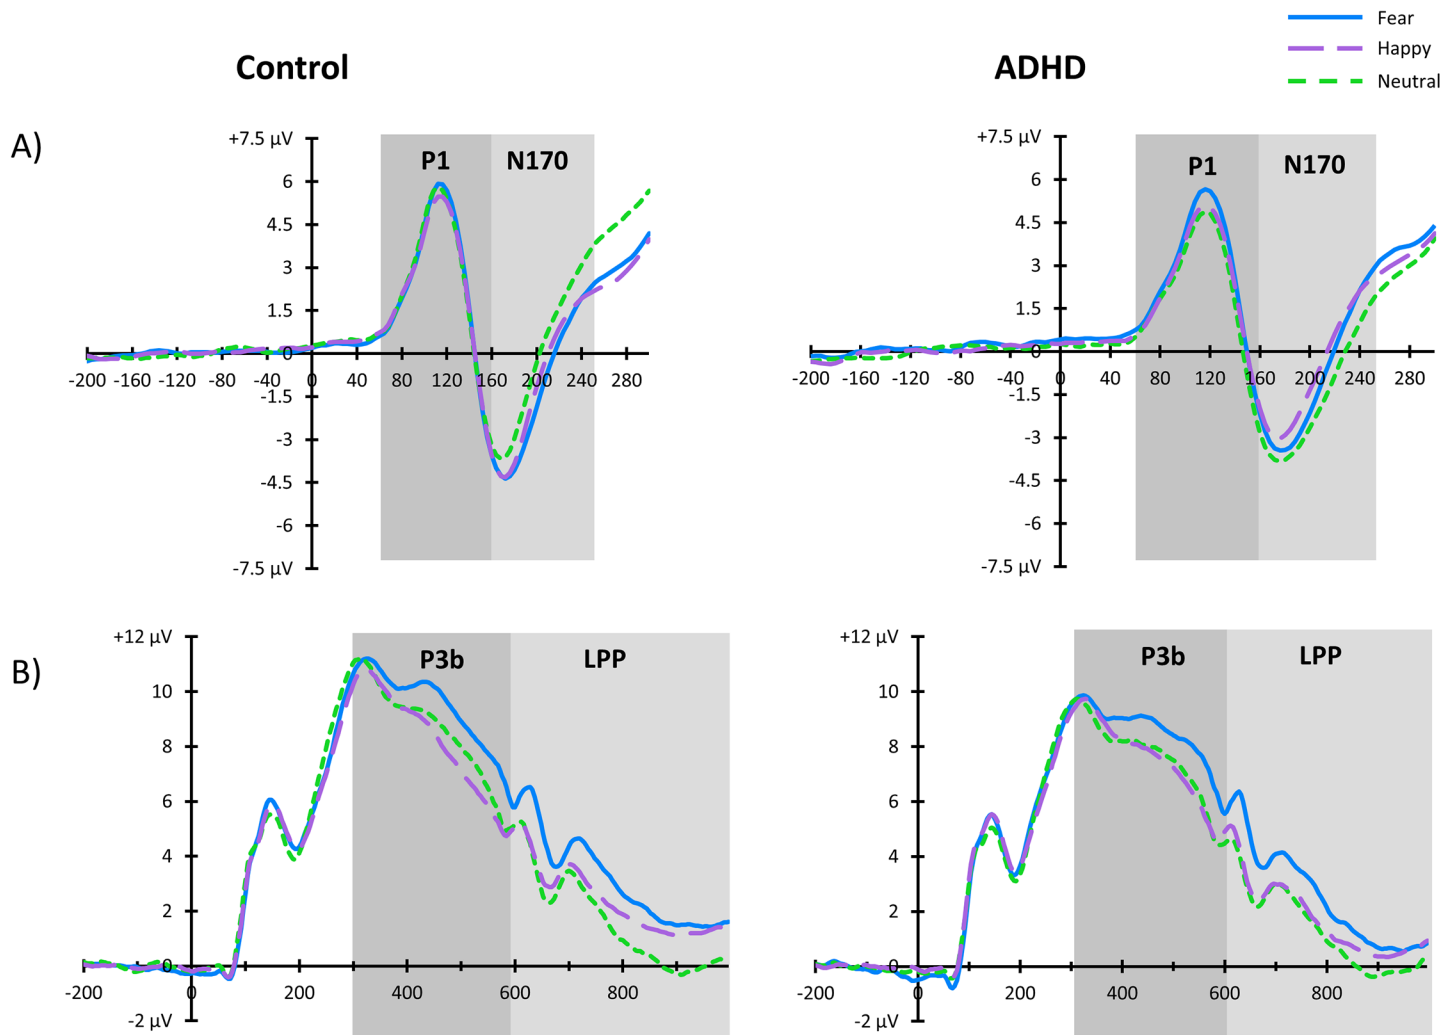 Fear
Happy
Neutral
Control
ADHD
A)
+7.5 µV
6
4.5
3
1.5
0
-1.5
-3
-4.5
-6
-7.5 µV
P1
N170
-200 -160 -120 -80 -40 0 40 80 120 160 200 240 280
+7.5 µV
6
4.5
3
1.5
0
-1.5
-3
-4.5
-6
-7.5 µV
P1
N170
-200 -160 -120 -80 -40 0 40 80 120 160 200 240 280
B)
+12 µV
10
8
6
4
2
0
-2 µV
P3b
LPP
-200 0 200 400 600 800
+12 µV
10
8
6
4
2
0
-2 µV
P3b
LPP
-200 0 200 400 600 800